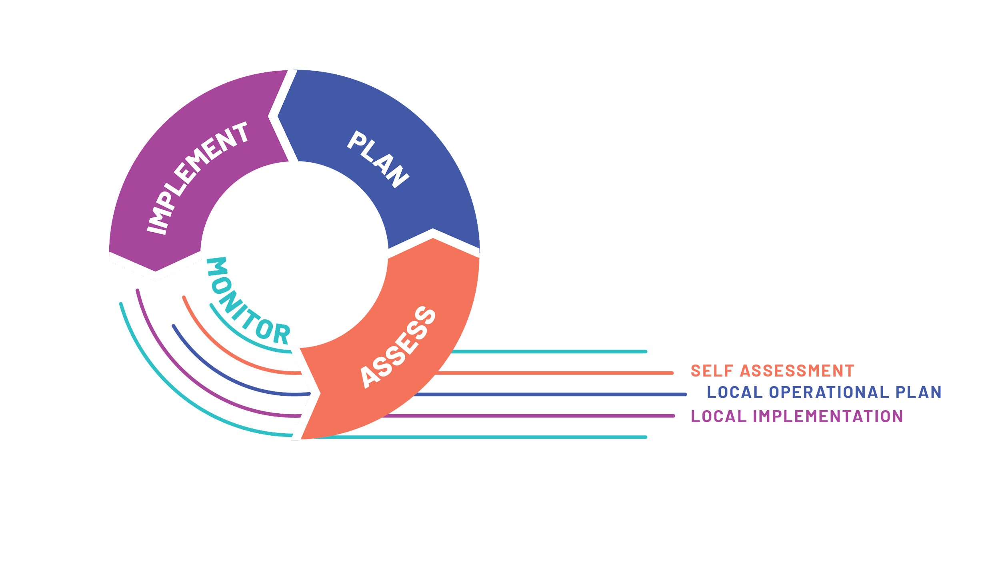 IMPLEMENT
PLAN
MONITOR
ASSESS
SELF ASSESSMENT
LOCAL OPERATIONAL PLAN
LOCAL IMPLEMENTATION